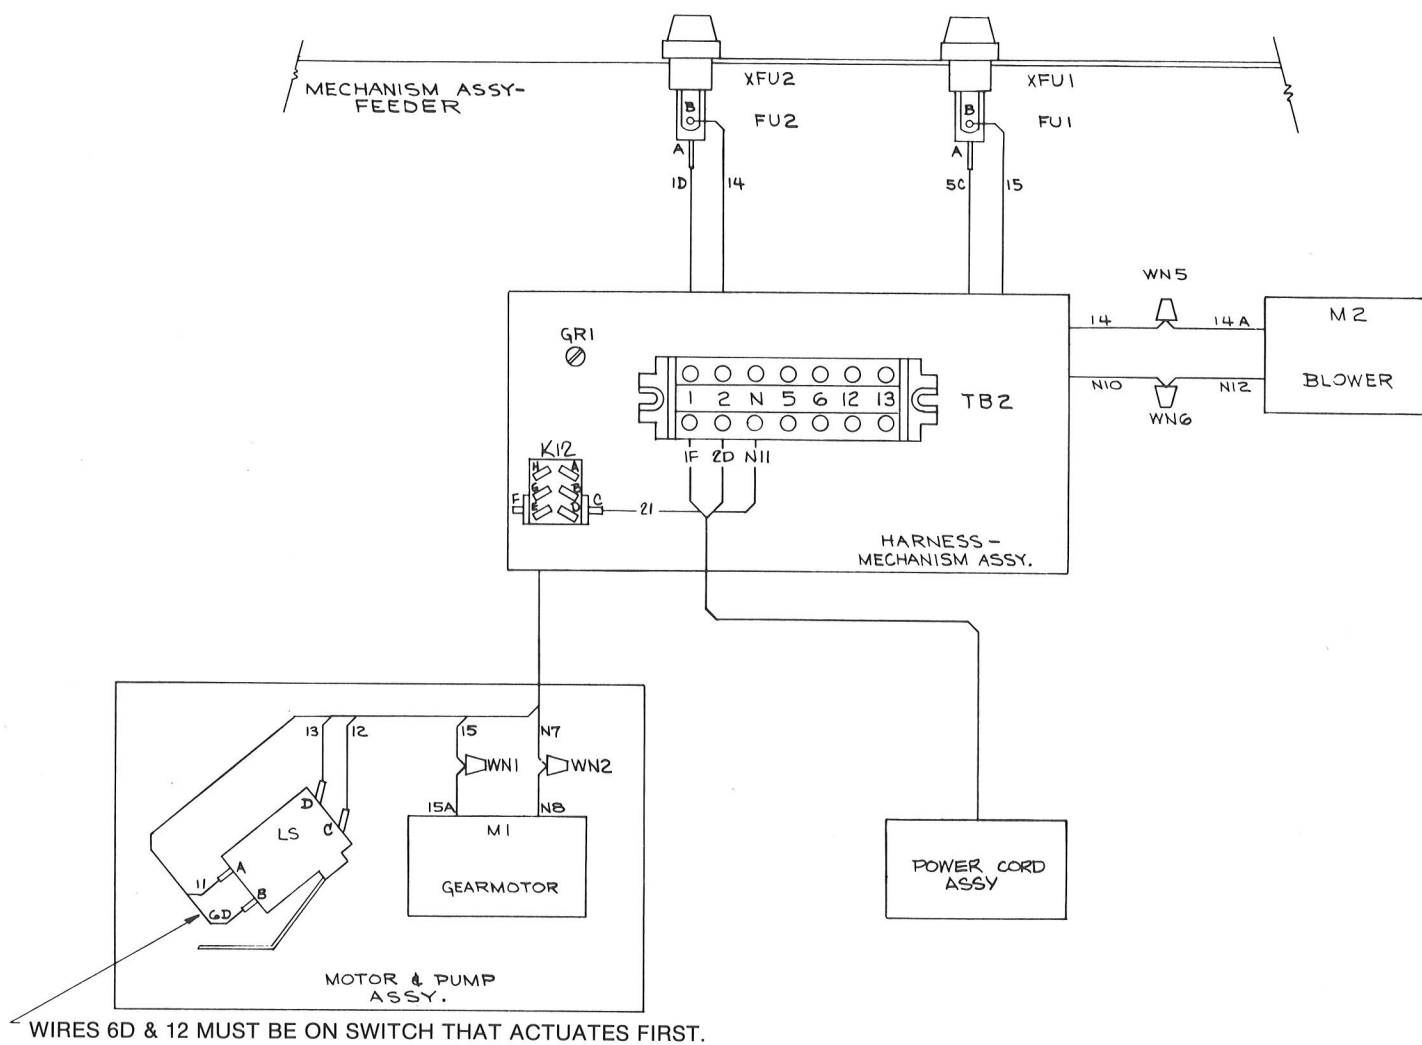 MECHANISM ASSY-
FEEDER
XFU2
FU2
B
A
1D
14
XFU1
FU1
B
A
5C
15
WN5
14
14A
M2
BLOWER
N10
N12
WN6
GR1
1 2 N 5 6 12 13
TB2
1F 2D N11
K12
H A
G B
F E D C
21
HARNESS-
MECHANISM ASSY.
13 12 15 N7
WN1
WN2
15A N8
D
C
LS
A
B
11
6D
M1
GEARMOTOR
POWER CORD
ASSY
MOTOR & PUMP
ASSY.
WIRES 6D & 12 MUST BE ON SWITCH THAT ACTUATES FIRST.